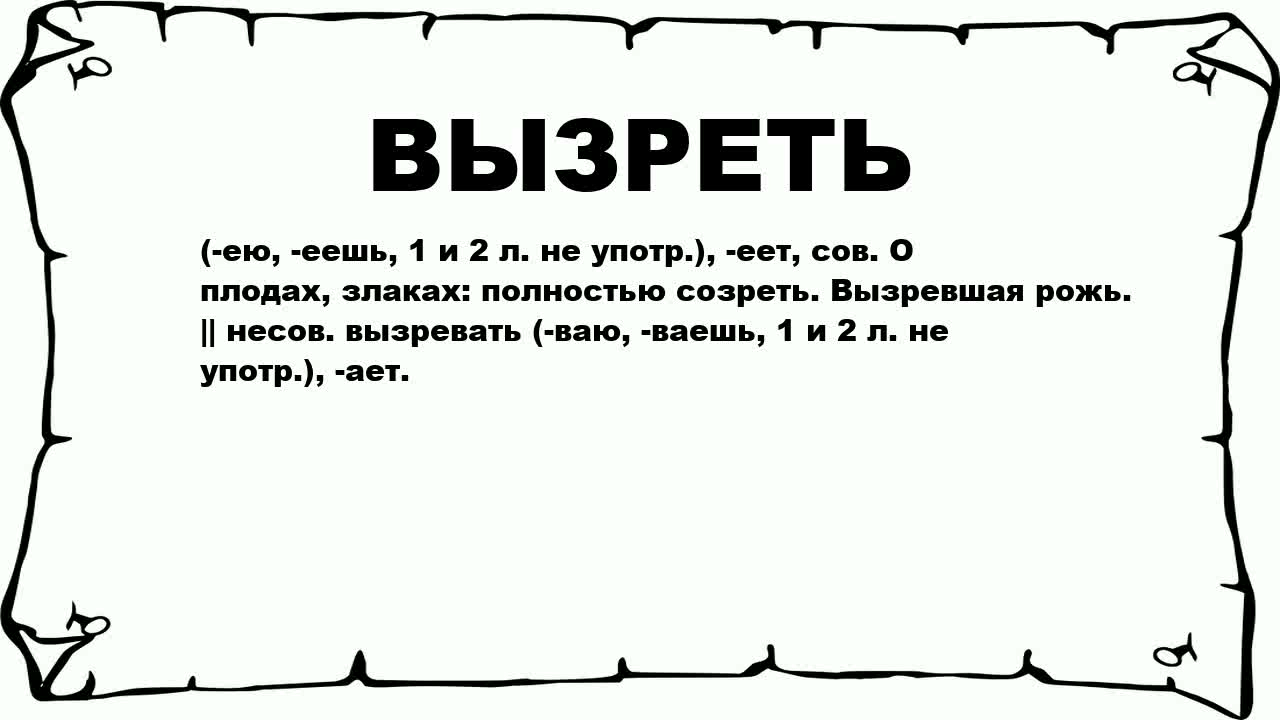 ВЫЗРЕТЬ
(-ею, -еешь, 1 и 2 л. не употр.), -еет, сов. О
плодах, злаках: полностью созреть. Вызревшая рожь.
|| несов. вызревать (-ваю, -ваешь, 1 и 2 л. не
употр.), -ает.